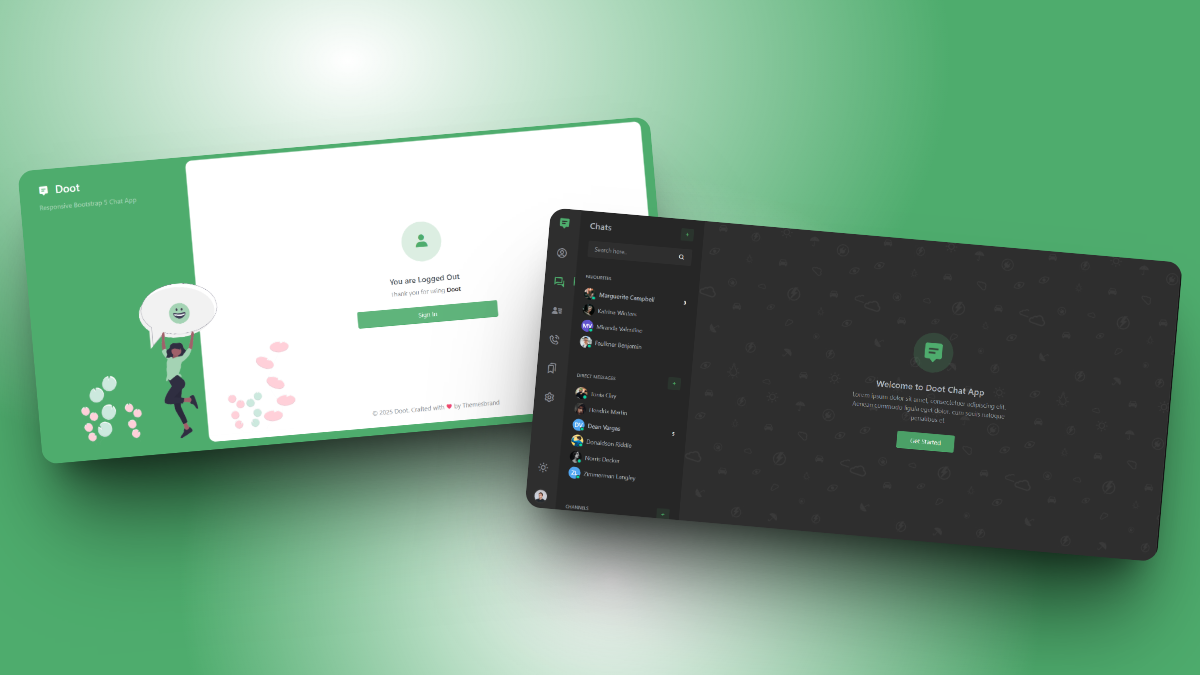 Doot
Responsive Bootstrap 5 Chat App
You are Logged Out
Thank you for using Doot
Sign In
© 2025 Doot. Crafted with ❤ by Themesbrand
Chats
+
Search here..
FAVOURITES
Marguerite Campbell
Katrine Winters
MV Miranda Valentine
Faulkner Benjamin
DIRECT MESSAGES
+
Hendrix Martin
DV Dean Vargas 5
Donaldson Riddle
Norris Decker
ZL Zimmerman Langley
CHANNELS
+
Welcome to Doot Chat App
Lorem ipsum dolor sit amet, consectetuer adipiscing elit.
Aenean commodo ligula eget dolor. cum sociis natoque
penatibus et
Get Started